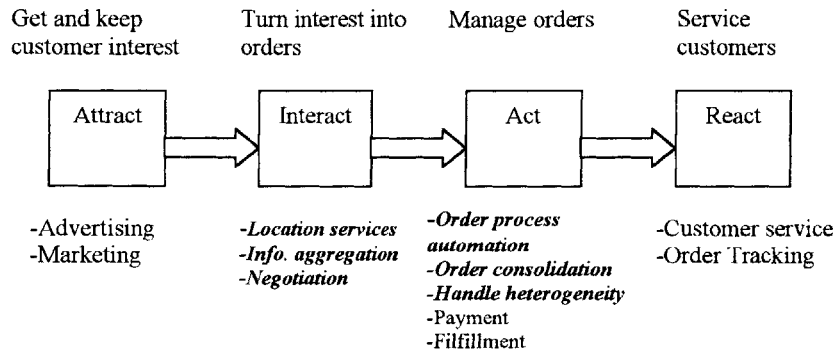 Get and keep
customer interest
Turn interest into
orders
Manage orders
Service
customers
Attract
Interact
Act
React
-Advertising
-Marketing
-Location services
-Info. aggregation
-Negotiation
-Order process
automation
-Order consolidation
-Handle heterogeneity
-Payment
-Filfillment
-Customer service
-Order Tracking